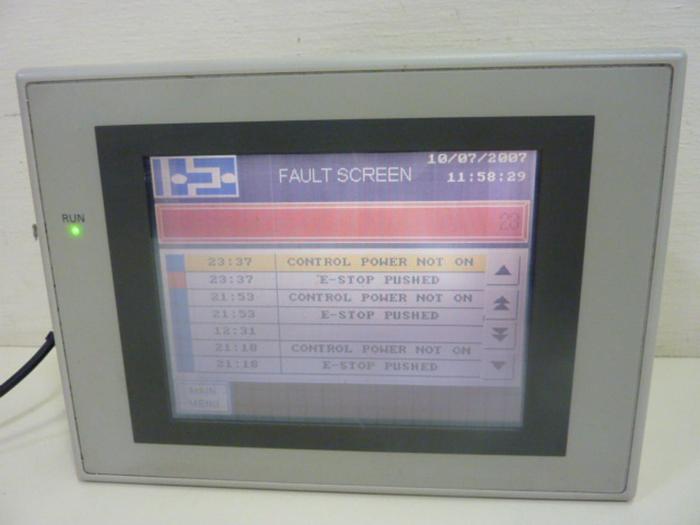 10/07/2007
FAULT SCREEN 11:58:29
RUN
23
23:37 CONTROL POWER NOT ON
23:37 E-STOP PUSHED
21:53 CONTROL POWER NOT ON
21:53 E-STOP PUSHED
12:31
21:18 CONTROL POWER NOT ON
21:18 E-STOP PUSHED
MAIN
MENU